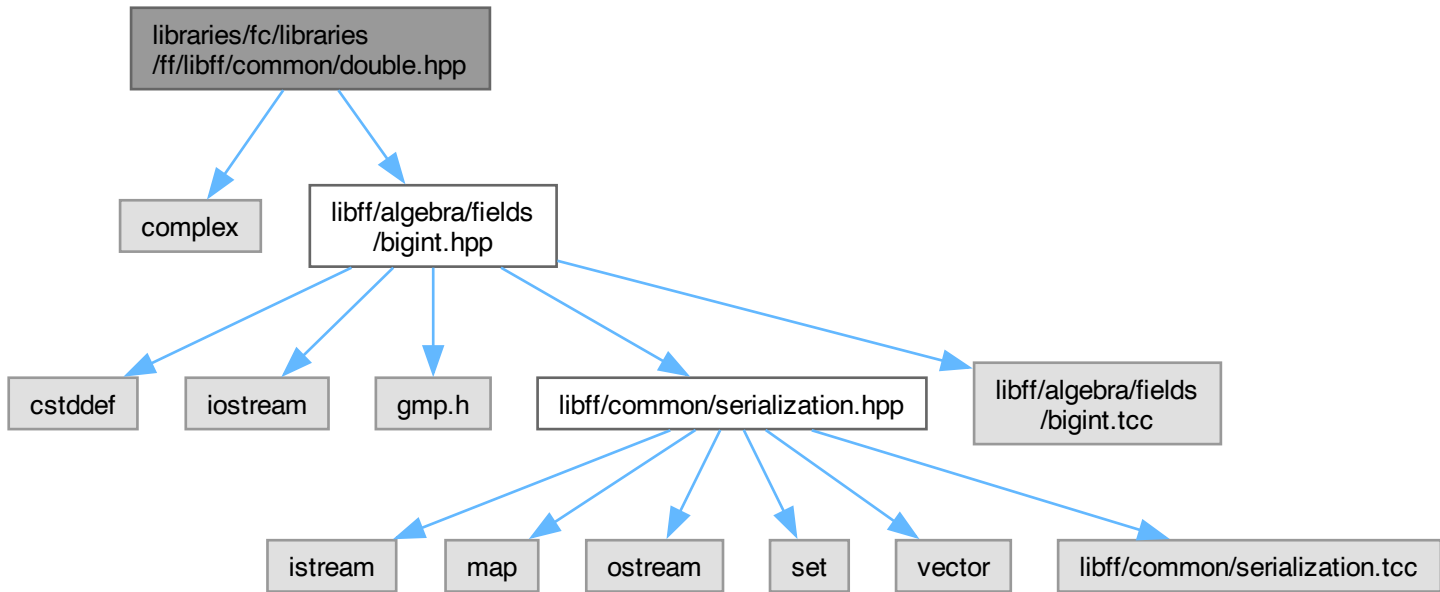 libraries/fc/libraries
/ff/libff/common/double.hpp
complex
libff/algebra/fields
/bigint.hpp
cstddef
iostream
gmp.h
libff/common/serialization.hpp
libff/algebra/fields
/bigint.tcc
istream
map
ostream
set
vector
libff/common/serialization.tcc